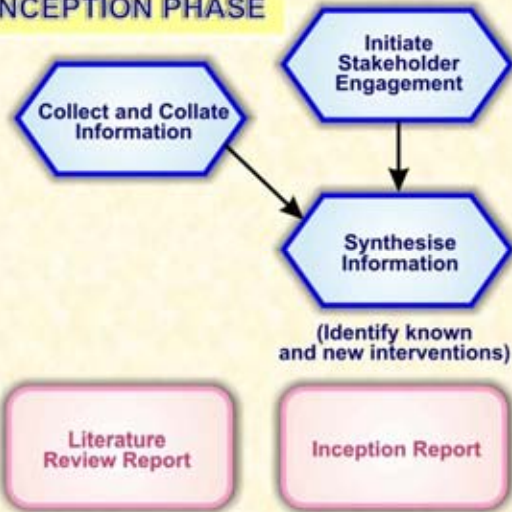 NCEPTION PHASE
Initiate
Stakeholder
Engagement
Collect and Collate
Information
Synthesise
Information
(Identify known
and new interventions)
Literature
Review Report
Inception Report